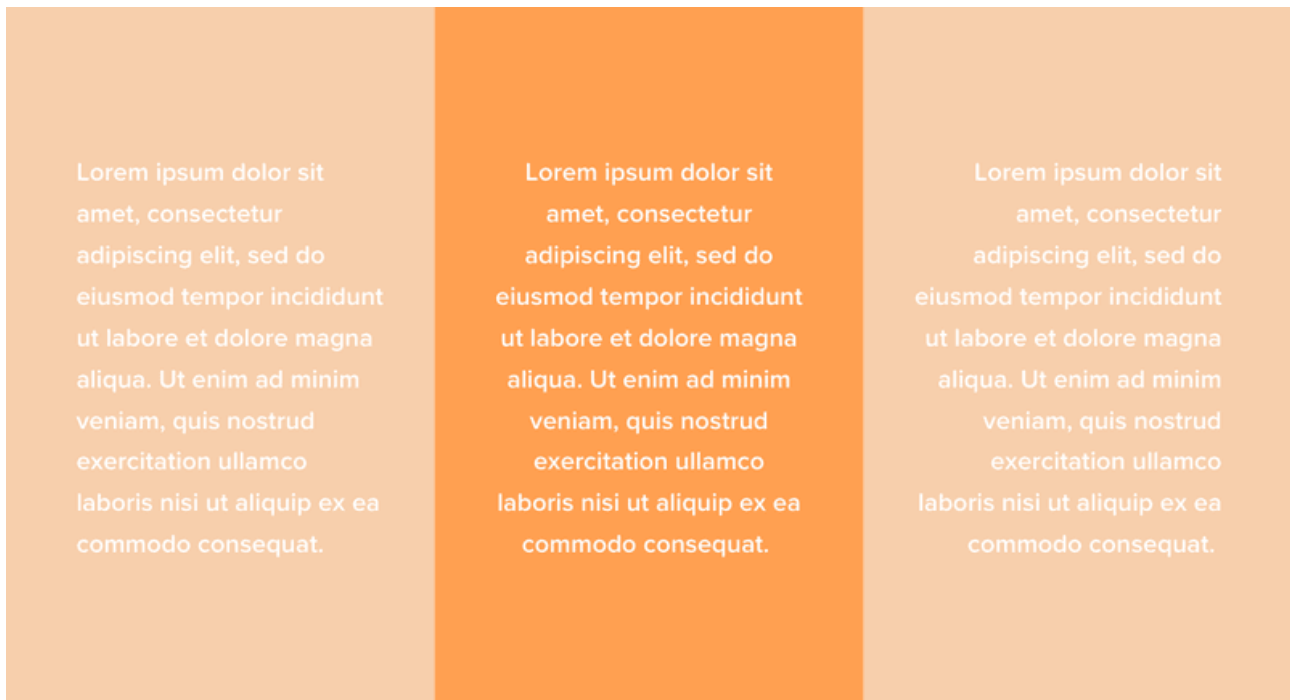 Lorem ipsum dolor sit
amet, consectetur
adipiscing elit, sed do
eiusmod tempor incididunt
ut labore et dolore magna
aliqua. Ut enim ad minim
veniam, quis nostrud
exercitation ullamco
laboris nisi ut aliquip ex ea
commodo consequat.
Lorem ipsum dolor sit
amet, consectetur
adipiscing elit, sed do
eiusmod tempor incididunt
ut labore et dolore magna
aliqua. Ut enim ad minim
veniam, quis nostrud
exercitation ullamco
laboris nisi ut aliquip ex ea
commodo consequat.
Lorem ipsum dolor sit
amet, consectetur
adipiscing elit, sed do
eiusmod tempor incididunt
ut labore et dolore magna
aliqua. Ut enim ad minim
veniam, quis nostrud
exercitation ullamco
laboris nisi ut aliquip ex ea
commodo consequat.